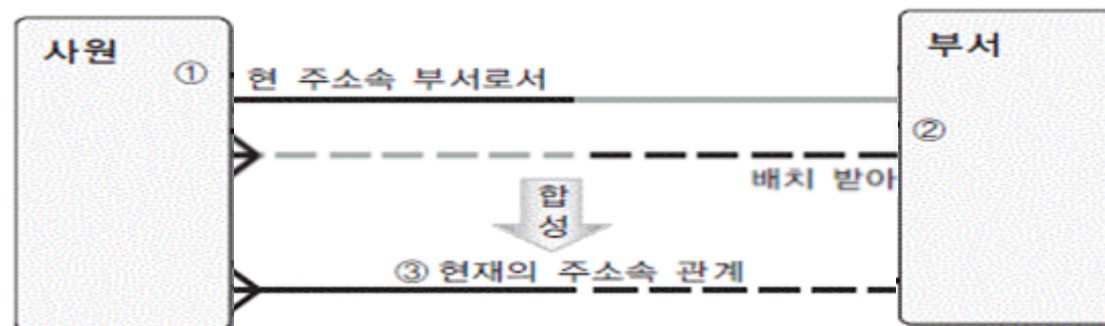 사원
부서
①
현 주소속 부서로서
②
배치 받아
합
성
③ 현재의 주소속 관계